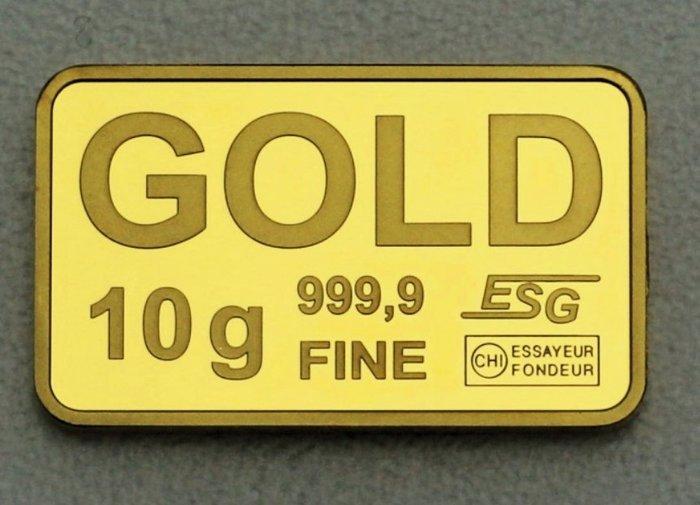 GOLD
10 g
999,9
FINE
ESG
CHI
ESSAYEUR
FONDEUR